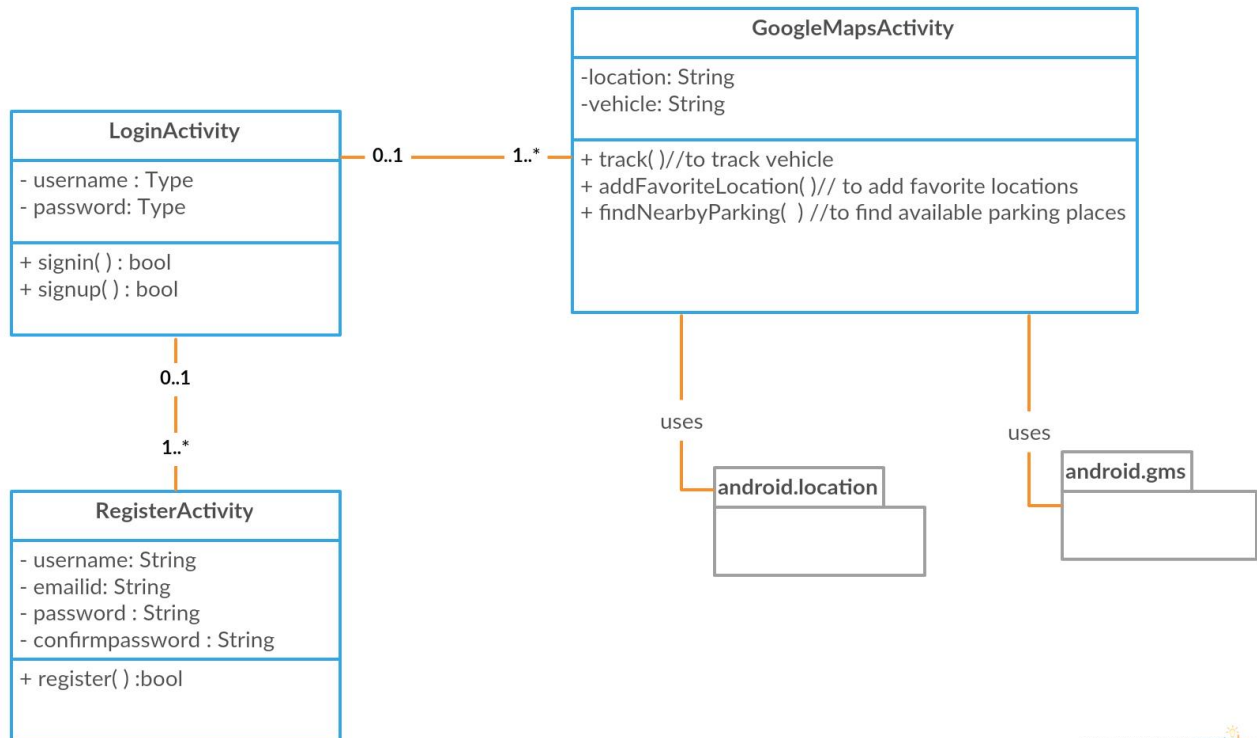 GoogleMapsActivity
-location: String
-vehicle: String
+ track( )//to track vehicle
+ addFavoriteLocation( )// to add favorite locations
+ findNearbyParking(  ) //to find available parking places
LoginActivity
- username : Type
- password: Type
+ signin( ) : bool
+ signup( ) : bool
0..1
1..*
0..1
1..*
RegisterActivity
- username: String
- emailid: String
- password : String
- confirmpassword : String
+ register( ) :bool
uses
android.location
uses
android.gms